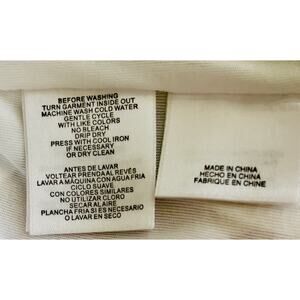 BEFORE WASHING
TURN GARMENT INSIDE OUT
MACHINE WASH COLD WATER
GENTLE CYCLE
WITH LIKE COLORS
NO BLEACH
DRIP DRY
PRESS WITH COOL IRON
IF NECESSARY
OR DRY CLEAN
ANTES DE LAVAR
VOLTEAR PRENDA AL REVÉS
LAVAR A MÁQUINA CON AGUA FRIA
CICLO SUAVE
CON COLORES SIMILARES
NO UTILIZAR CLORO
SECAR AL AIRE
PLANCHA FRIA SI ES NECESARIO
O LAVAR EN SECO
MADE IN CHINA
HECHO EN CHINA
FABRIQUE EN CHINE